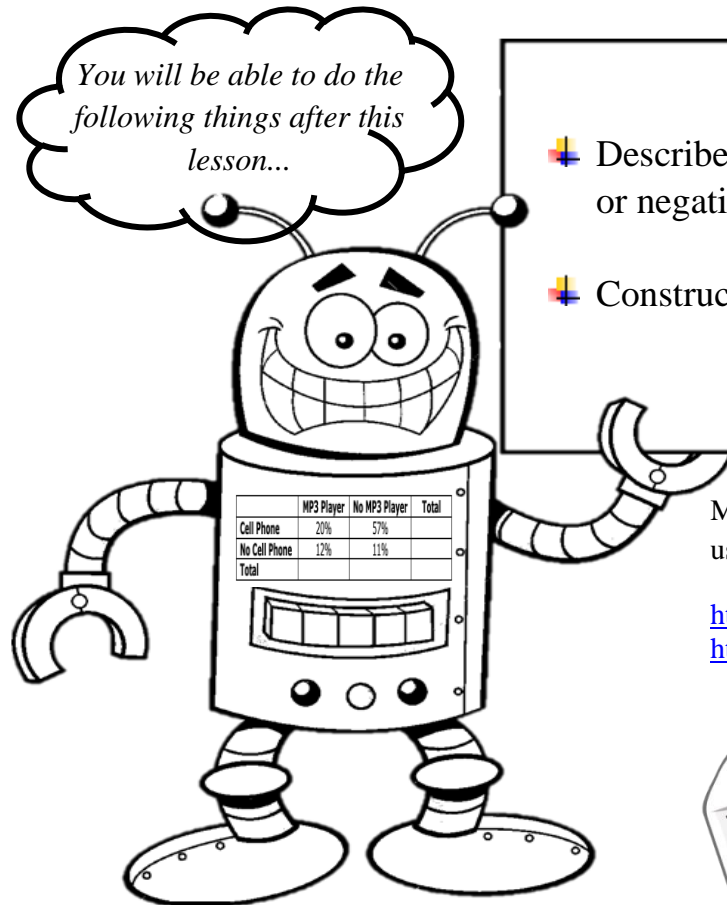 You will be able to do the
following things after this
lesson...
Describe
or negati
Construc
MP3 Player No MP3 Player Total
Cell Phone 20% 57%
No Cell Phone 12% 11%
Total
M
us
ht
ht